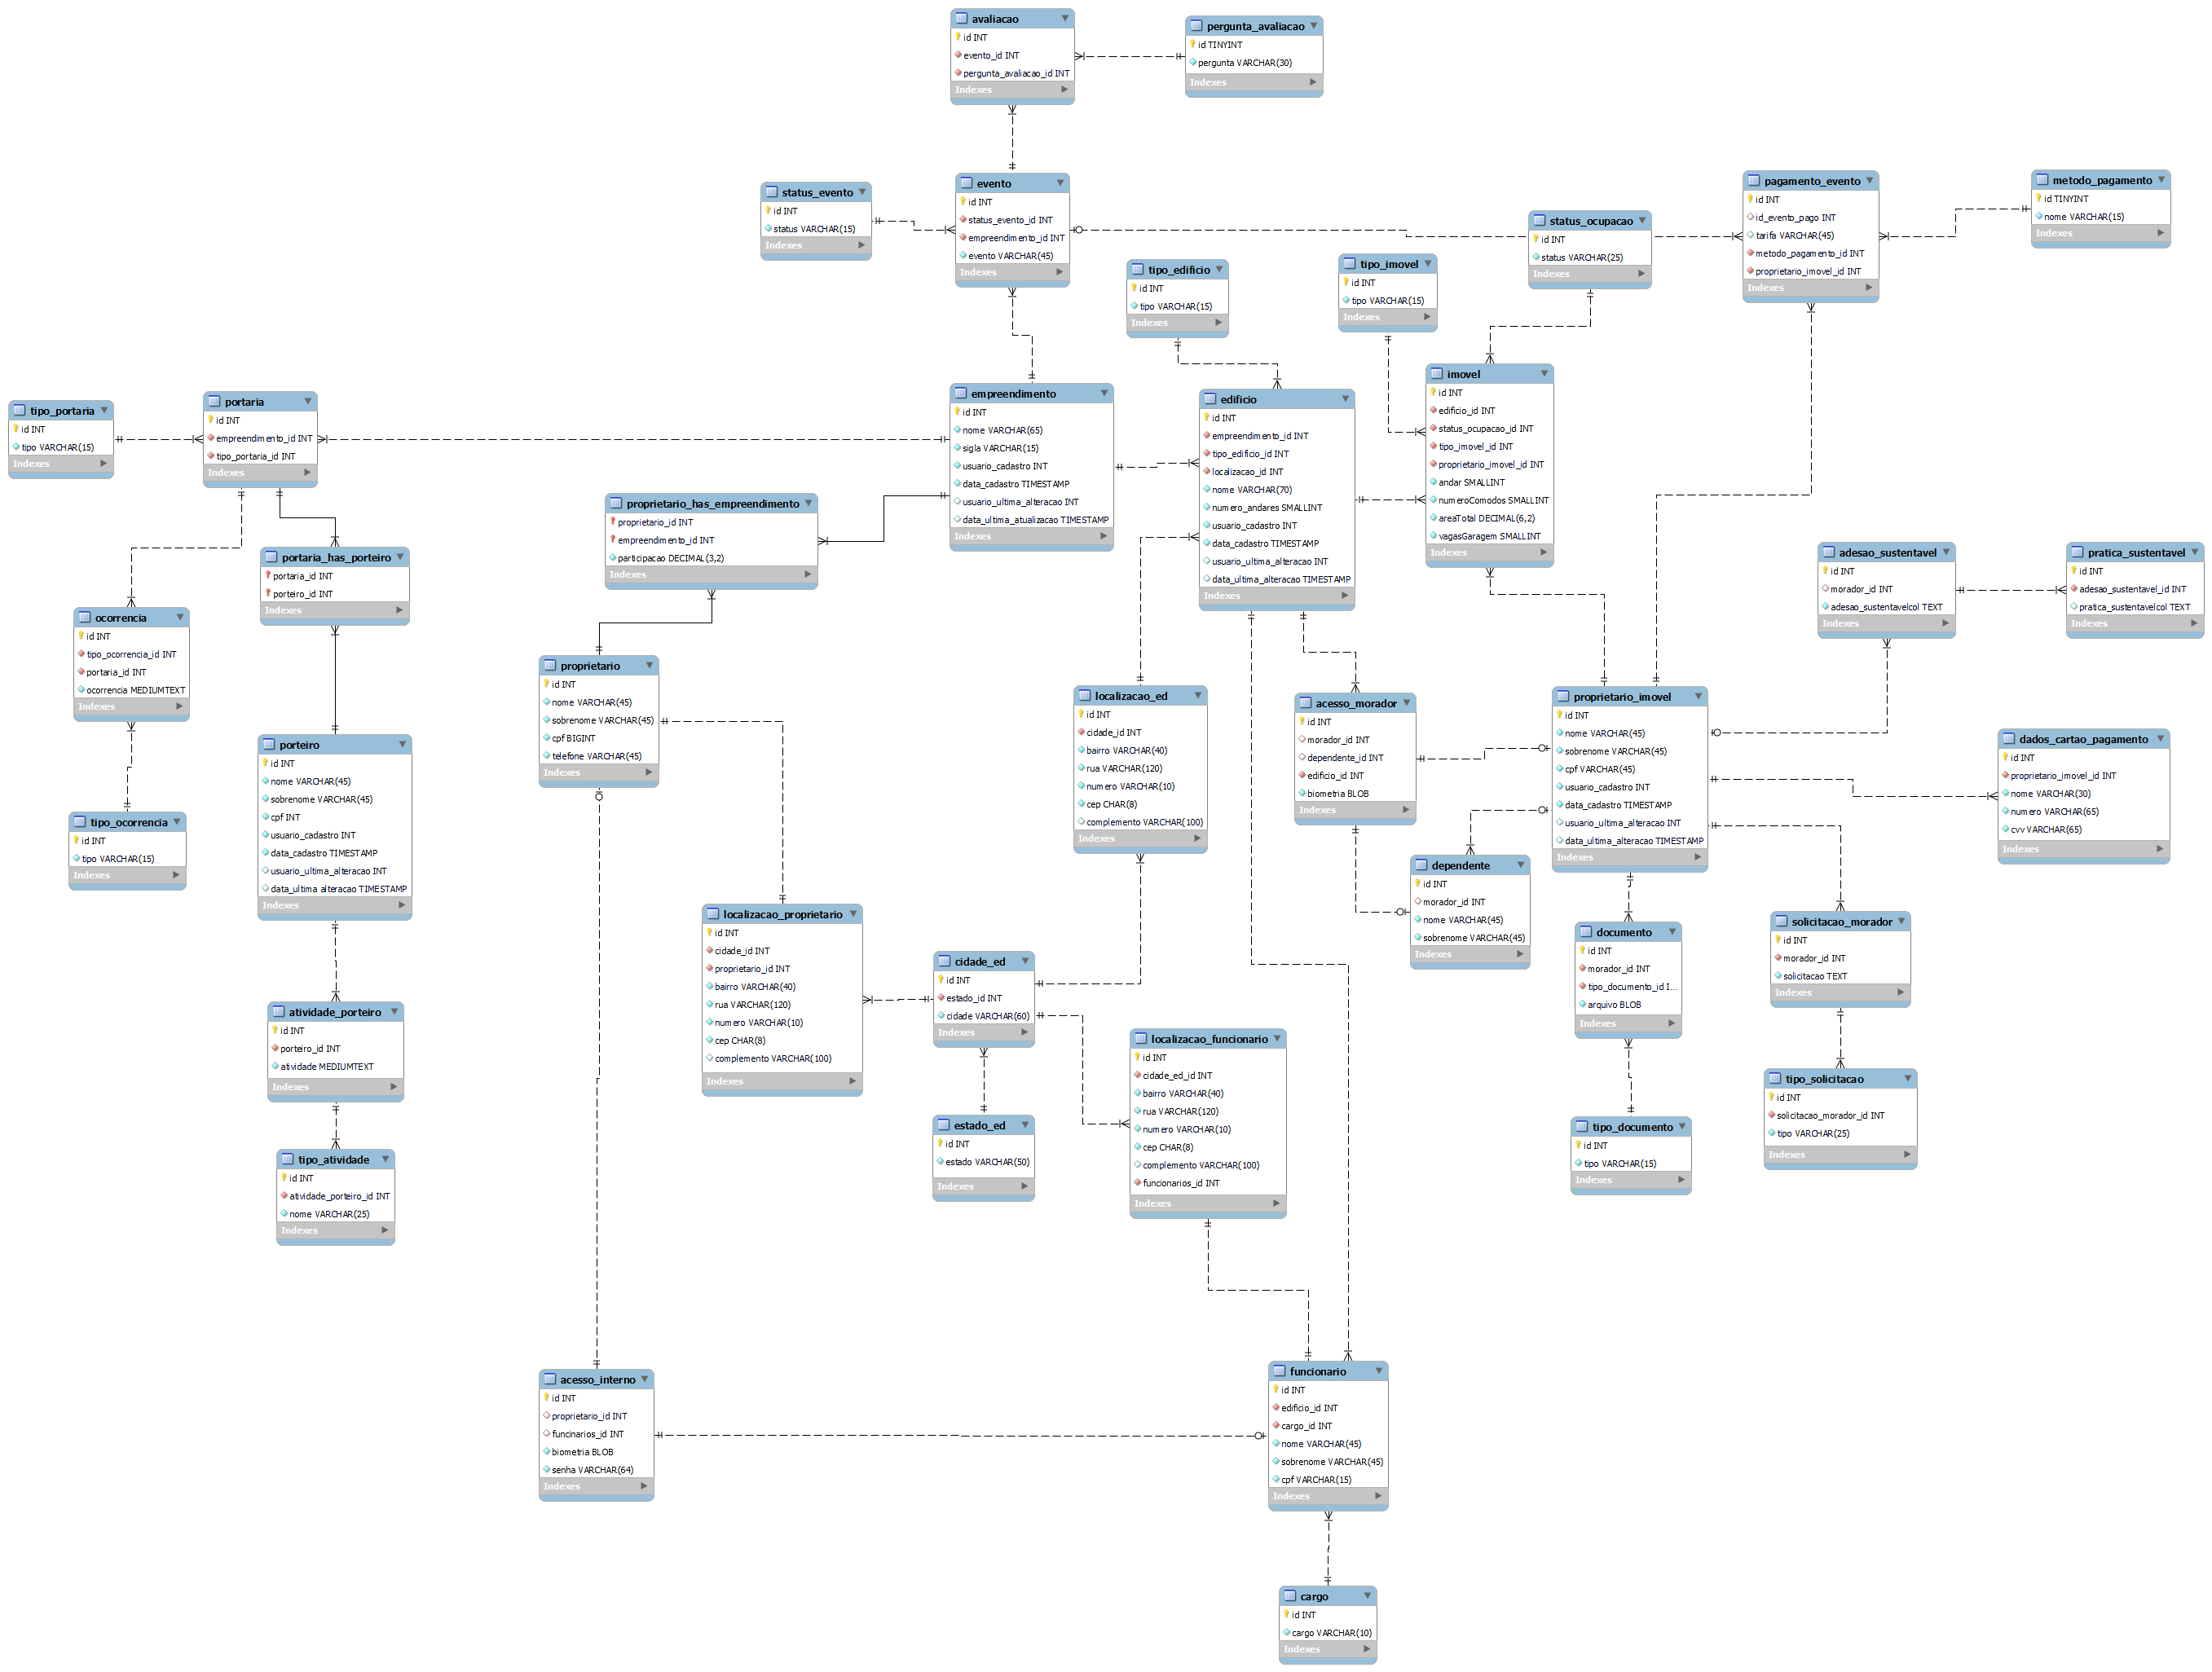 avaliacao
id INT
evento_id INT
pergunta_avaliacao_id INT
Indexes
pergunta_avaliacao
id TINYINT
pergunta VARCHAR(30)
Indexes
status_evento
id INT
status VARCHAR(15)
Indexes
evento
id INT
status_evento_id INT
empreendimento_id INT
evento VARCHAR(45)
Indexes
status_ocupacao
id INT
status VARCHAR(25)
Indexes
pagamento_evento
id INT
id_evento_pago INT
tarifa VARCHAR(45)
metodo_pagamento_id INT
proprietario_imovel_id INT
Indexes
metodo_pagamento
id TINYINT
nome VARCHAR(15)
Indexes
tipo_edificio
id INT
tipo VARCHAR(15)
Indexes
tipo_imovel
id INT
tipo VARCHAR(15)
Indexes
tipo_portaria
id INT
tipo VARCHAR(15)
Indexes
portaria
id INT
empreendimento_id INT
tipo_portaria_id INT
Indexes
empreendimento
id INT
nome VARCHAR(65)
sigla VARCHAR(15)
usuario_cadastro INT
data_cadastro TIMESTAMP
usuario_ultima_alteracao INT
data_ultima_atualizacao TIMESTAMP
Indexes
edificio
id INT
empreendimento_id INT
tipo_edificio_id INT
localizacao_id INT
nome VARCHAR(70)
numero_andares SMALLINT
usuario_cadastro INT
data_cadastro TIMESTAMP
usuario_ultima_alteracao INT
data_ultima_alteracao TIMESTAMP
Indexes
imovel
id INT
edificio_id INT
status_ocupacao_id INT
tipo_imovel_id INT
proprietario_imovel_id INT
andar SMALLINT
numeroComodos SMALLINT
areaTotal DECIMAL(6,2)
vagasGaragem SMALLINT
Indexes
proprietario_has_empreendimento
proprietario_id INT
empreendimento_id INT
participacao DECIMAL(3,2)
Indexes
portaria_has_porteiro
portaria_id INT
porteiro_id INT
Indexes
adesao_sustentavel
id INT
morador_id INT
adesao_sustentavelcol TEXT
Indexes
pratica_sustentavel
id INT
adesao_sustentavel_id INT
pratica_sustentavelcol TEXT
Indexes
ocorrencia
id INT
tipo_ocorrencia_id INT
portaria_id INT
ocorrencia MEDIUMTEXT
Indexes
proprietario
id INT
nome VARCHAR(45)
sobrenome VARCHAR(45)
cpf BIGINT
telefone VARCHAR(45)
Indexes
localizacao_ed
id INT
cidade_id INT
bairro VARCHAR(40)
rua VARCHAR(120)
numero VARCHAR(10)
cep CHAR(8)
complemento VARCHAR(100)
Indexes
acesso_morador
id INT
morador_id INT
dependente_id INT
edificio_id INT
biometria BLOB
Indexes
proprietario_imovel
id INT
nome VARCHAR(45)
sobrenome VARCHAR(45)
cpf VARCHAR(45)
usuario_cadastro INT
data_cadastro TIMESTAMP
usuario_ultima_alteracao INT
data_ultima_alteracao TIMESTAMP
Indexes
dados_cartao_pagamento
id INT
proprietario_imovel_id INT
nome VARCHAR(30)
numero VARCHAR(65)
cvv VARCHAR(65)
Indexes
porteiro
id INT
nome VARCHAR(45)
sobrenome VARCHAR(45)
cpf INT
usuario_cadastro INT
data_cadastro TIMESTAMP
usuario_ultima_alteracao INT
data_ultima alteracao TIMESTAMP
Indexes
tipo_ocorrencia
id INT
tipo VARCHAR(15)
Indexes
dependente
id INT
morador_id INT
nome VARCHAR(45)
sobrenome VARCHAR(45)
Indexes
localizacao_proprietario
id INT
cidade_id INT
proprietario_id INT
bairro VARCHAR(40)
rua VARCHAR(120)
numero VARCHAR(10)
cep CHAR(8)
complemento VARCHAR(100)
Indexes
documento
id INT
morador_id INT
tipo_documento_id I...
arquivo BLOB
Indexes
solicitacao_morador
id INT
morador_id INT
solicitacao TEXT
Indexes
cidade_ed
id INT
estado_id INT
cidade VARCHAR(60)
Indexes
atividade_porteiro
id INT
porteiro_id INT
atividade MEDIUMTEXT
Indexes
localizacao_funcionario
id INT
cidade_ed_id INT
bairro VARCHAR(40)
rua VARCHAR(120)
numero VARCHAR(10)
cep CHAR(8)
complemento VARCHAR(100)
funcionarios_id INT
Indexes
tipo_solicitacao
id INT
solicitacao_morador_id INT
tipo VARCHAR(25)
Indexes
estado_ed
id INT
estado VARCHAR(50)
Indexes
tipo_documento
id INT
tipo VARCHAR(15)
Indexes
tipo_atividade
id INT
atividade_porteiro_id INT
nome VARCHAR(25)
Indexes
acesso_interno
id INT
proprietario_id INT
funcinarios_id INT
biometria BLOB
senha VARCHAR(64)
Indexes
funcionario
id INT
edificio_id INT
cargo_id INT
nome VARCHAR(45)
sobrenome VARCHAR(45)
cpf VARCHAR(15)
Indexes
cargo
id INT
cargo VARCHAR(10)
Indexes